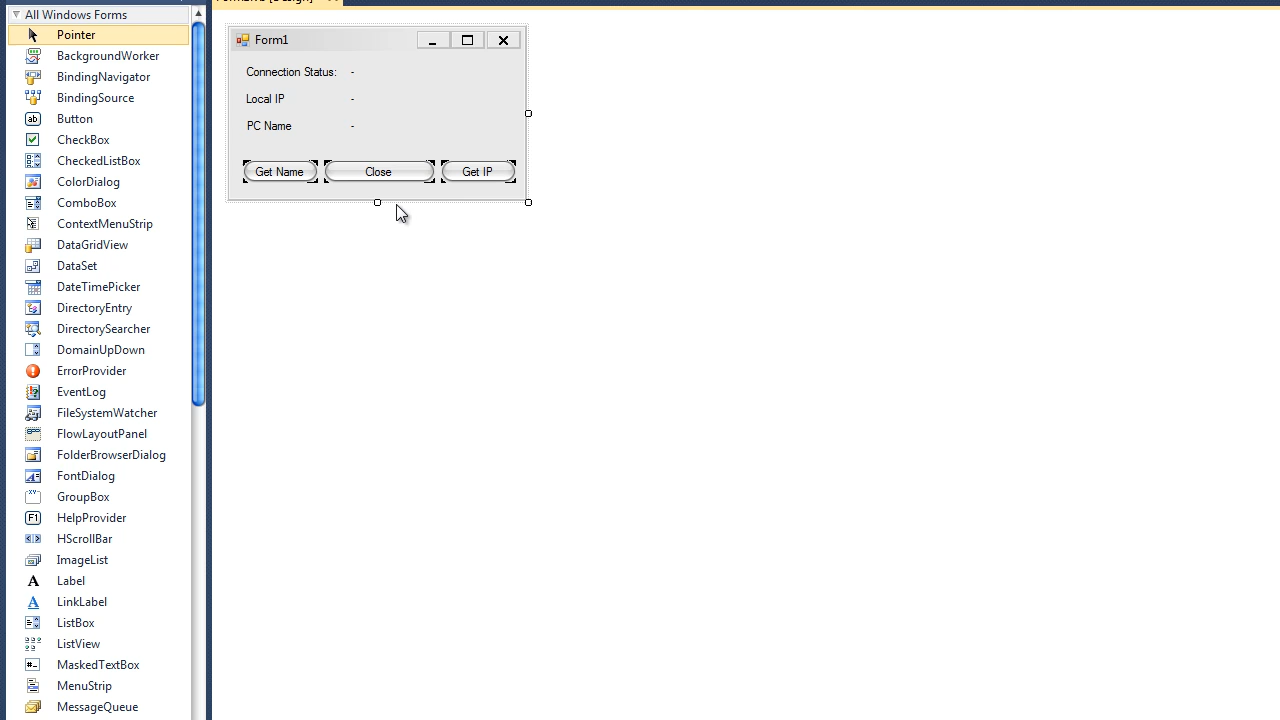 All Windows Forms
Pointer
BackgroundWorker
BindingNavigator
BindingSource
Button
CheckBox
CheckedListBox
ColorDialog
ComboBox
ContextMenuStrip
DataGridView
DataSet
DateTimePicker
DirectoryEntry
DirectorySearcher
DomainUpDown
ErrorProvider
EventLog
FileSystemWatcher
FlowLayoutPanel
FolderBrowserDialog
FontDialog
GroupBox
HelpProvider
HScrollBar
ImageList
Label
LinkLabel
ListBox
ListView
MaskedTextBox
MenuStrip
MessageQueue
Form1
Connection Status: -
Local IP -
PC Name -
Get Name Close Get IP